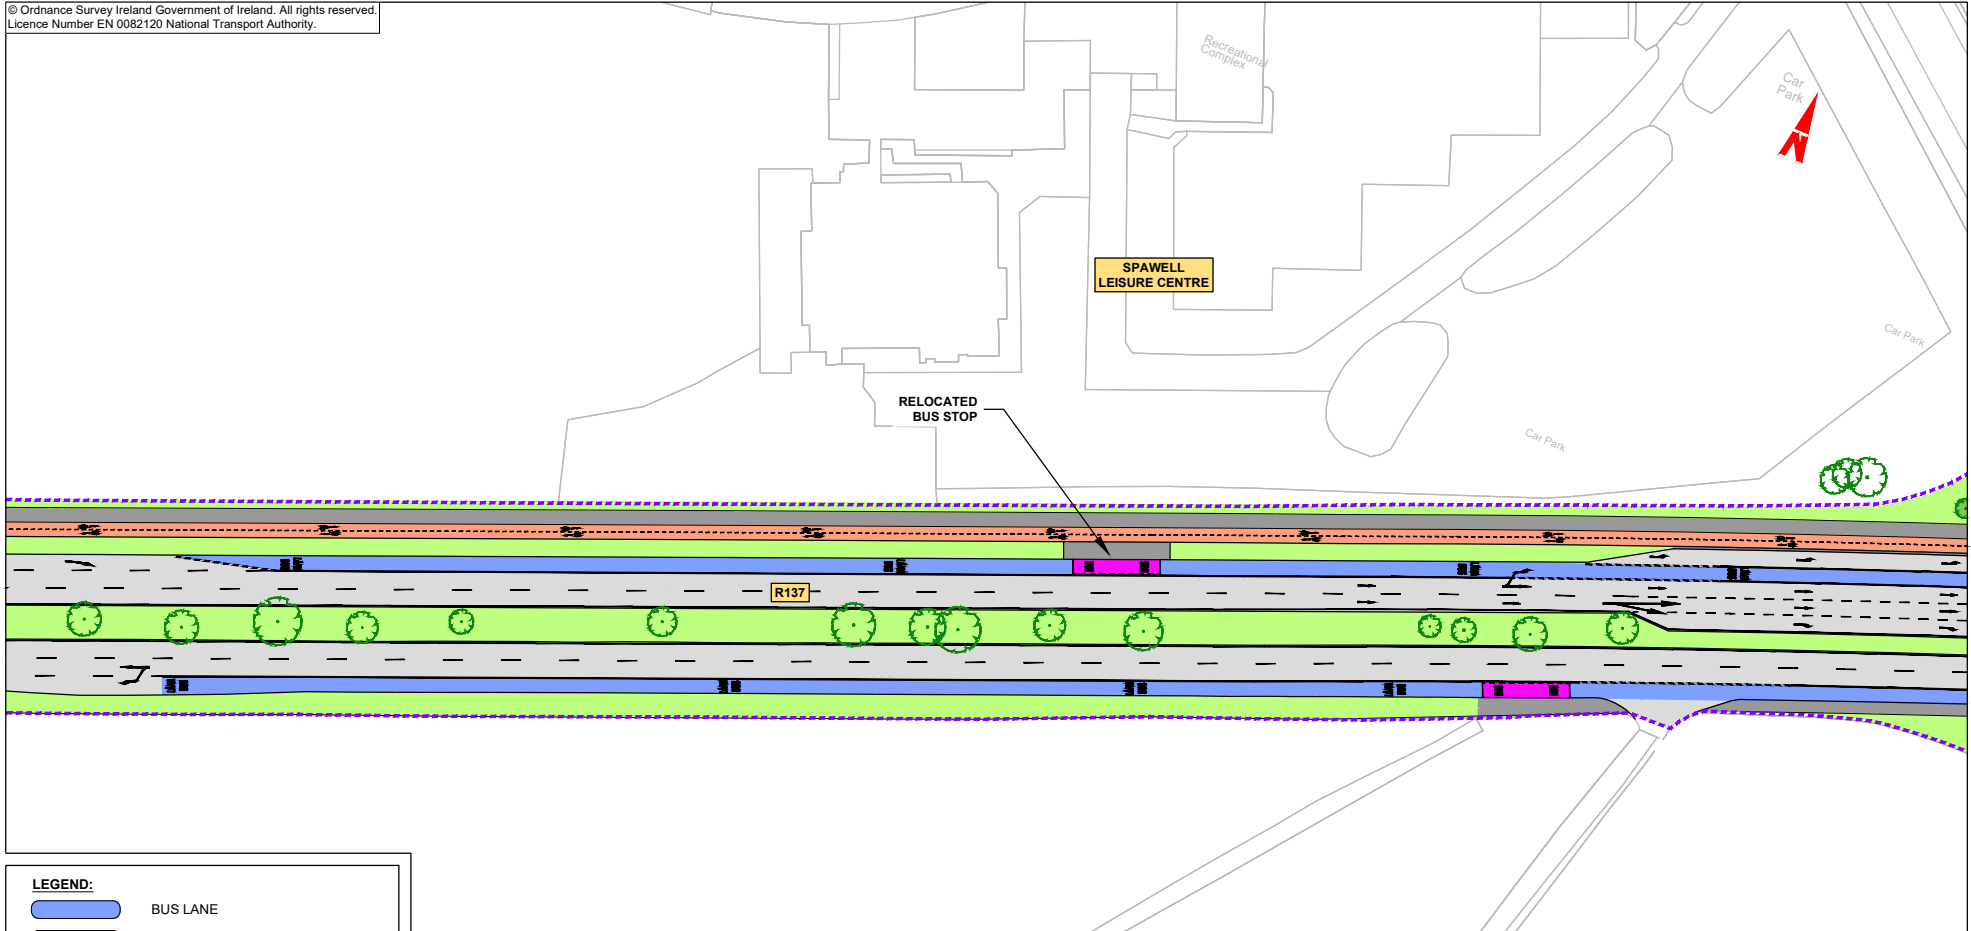 © Ordnance Survey Ireland Government of Ireland. All rights reserved.
Licence Number EN 0082120 National Transport Authority.
Recreational
Complex
Car
Park
N
SPAWELL
LEISURE CENTRE
Car Park
RELOCATED
BUS STOP
Car Park
R137
LEGEND:
BUS LANE